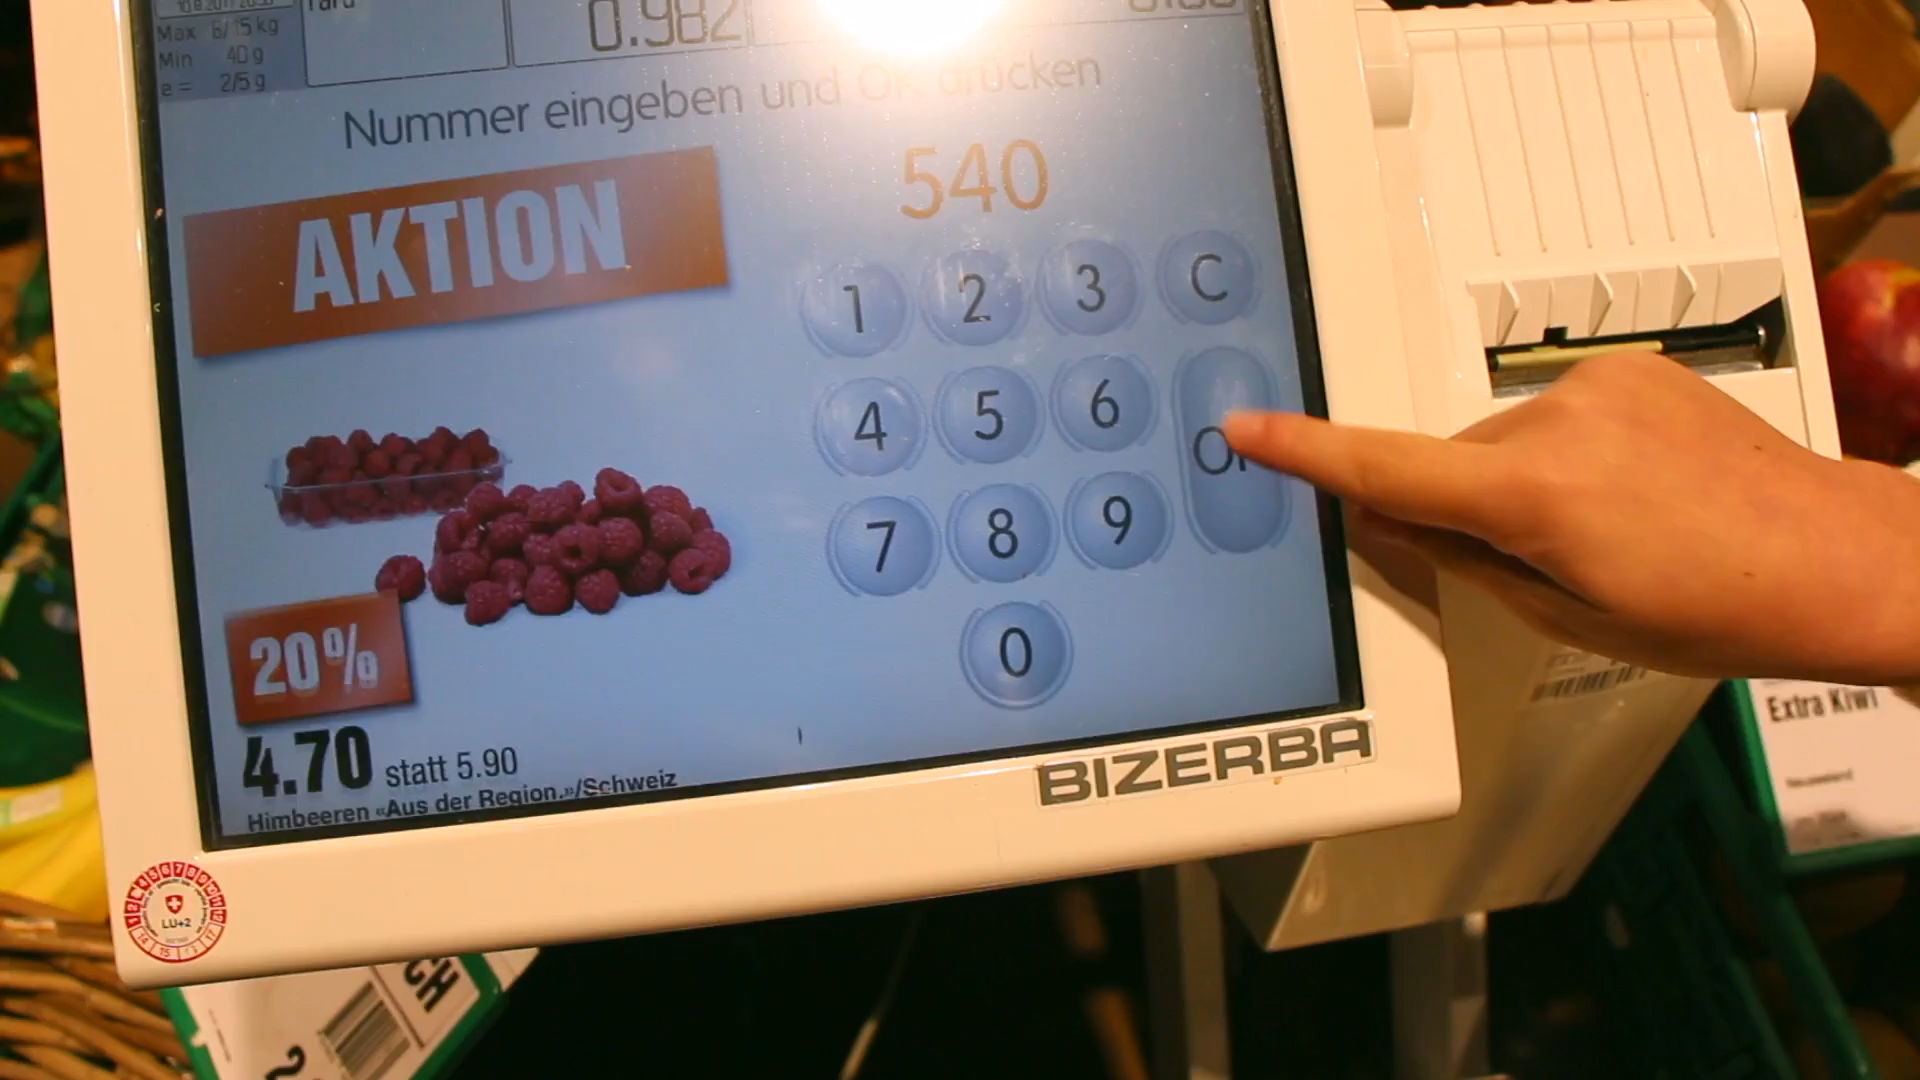 Max 6/15 kg
Min 40 g
e = 2/5 g
0.982
Nummer eingeben und OK drücken
540
AKTION
1 2 3 C
4 5 6
7 8 9
0
20%
4.70 statt 5.90
Himbeeren «Aus der Region.»/Schweiz
BIZERBA
LU+2
Extra Kiwi
CH